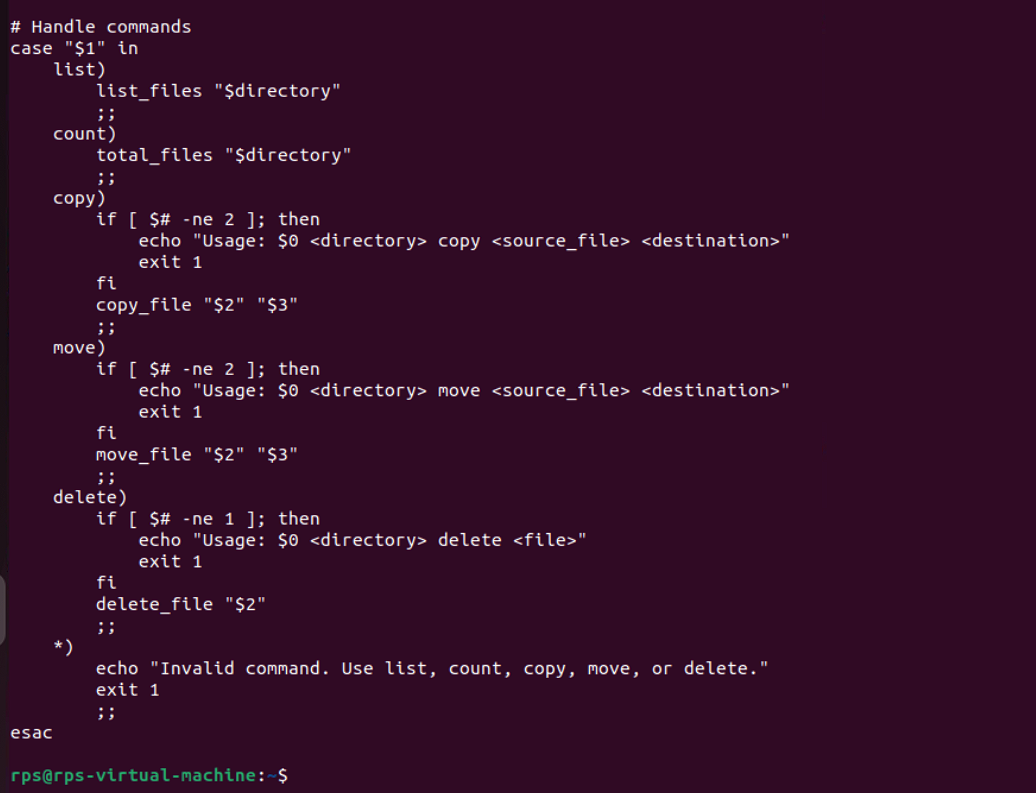 # Handle commands
case "$1" in
    list)
        list_files "$directory"
        ;;
    count)
        total_files "$directory"
        ;;
    copy)
        if [ $# -ne 2 ]; then
            echo "Usage: $0 <directory> copy <source_file> <destination>"
            exit 1
        fi
        copy_file "$2" "$3"
        ;;
    move)
        if [ $# -ne 2 ]; then
            echo "Usage: $0 <directory> move <source_file> <destination>"
            exit 1
        fi
        move_file "$2" "$3"
        ;;
    delete)
        if [ $# -ne 1 ]; then
            echo "Usage: $0 <directory> delete <file>"
            exit 1
        fi
        delete_file "$2"
        ;;
    *)
        echo "Invalid command. Use list, count, copy, move, or delete."
        exit 1
        ;;
esac
rps@rps-virtual-machine:~$